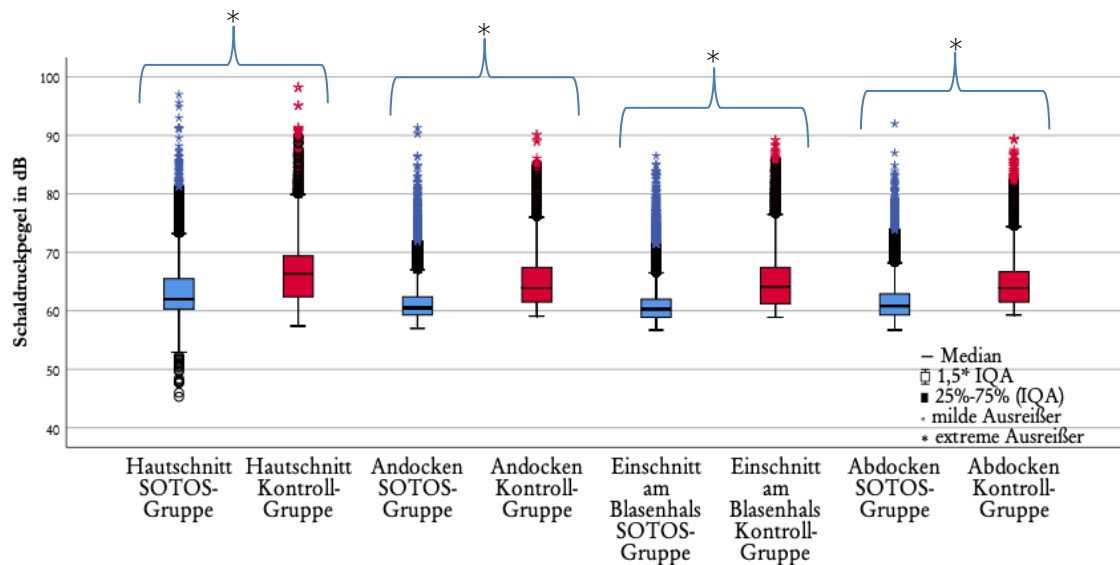 *
*
*
*
Schaldruckpegel in dB
100
90
80
70
60
50
40
– Median
1,5* IQA
25%-75% (IQA)
milde Ausreißer
* extreme Ausreißer
Hautschnitt
SOTOS-
Gruppe
Hautschnitt
Kontroll-
Gruppe
Andocken
SOTOS-
Gruppe
Andocken
Kontroll-
Gruppe
Einschnitt
am
Blasenhals
SOTOS-
Gruppe
Einschnitt
am
Blasenhals
Kontroll-
Gruppe
Abdocken
SOTOS-
Gruppe
Abdocken
Kontroll-
Gruppe